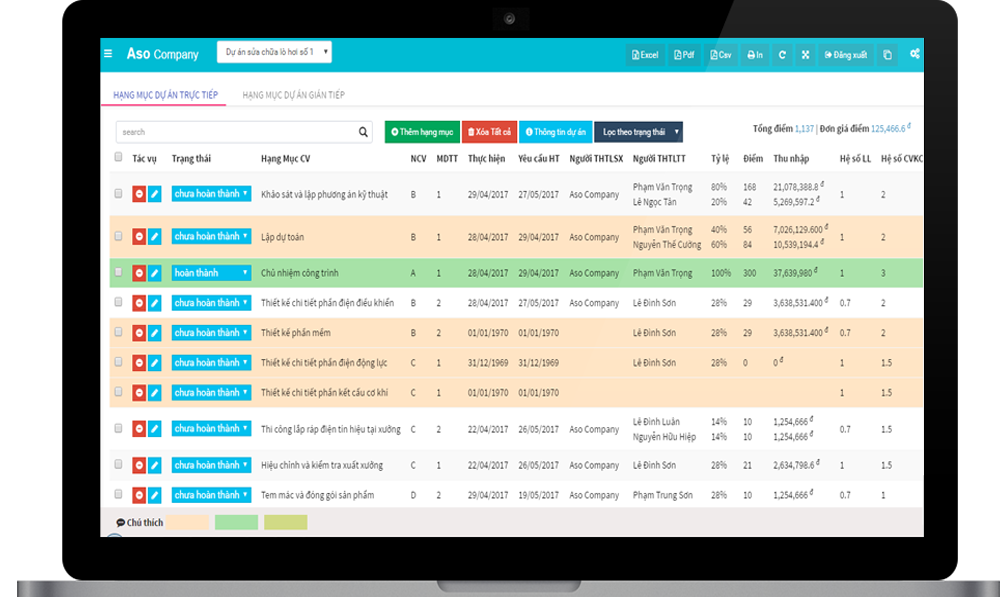 Aso Company Dự án sửa chữa lò hơi số 1 Excel Pdf Csv In Đăng xuất
HẠNG MỤC DỰ ÁN TRỰC TIẾP HẠNG MỤC DỰ ÁN GIÁN TIẾP
search Thêm hạng mục Xóa Tất cả Thông tin dự án Lọc theo trạng thái Tổng điểm 1,137 | Đơn giá điểm 125,466.6 đ
Tác vụ Trạng thái Hạng Mục CV NCV MDTT Thực hiện Yêu cầu HT Người THTLSX Người THTLTT Tỷ lệ Điểm Thu nhập Hệ số LL Hệ số CVKC
chưa hoàn thành Khảo sát và lập phương án kỹ thuật B 1 29/04/2017 27/05/2017 Aso Company Phạm Văn Trọng 80% 168 21,078,388.8 đ 1 2
Lê Ngọc Tân 20% 42 5,269,597.2 đ
chưa hoàn thành Lập dự toán B 1 28/04/2017 29/04/2017 Aso Company Phạm Văn Trọng 40% 56 7,026,129.600 đ 1 2
Nguyễn Thế Cường 60% 84 10,539,194.4 đ
hoàn thành Chủ nhiệm công trình A 1 28/04/2017 29/04/2017 Aso Company Phạm Văn Trọng 100% 300 37,639,980 đ 1 3
chưa hoàn thành Thiết kế chi tiết phần điện điều khiển B 2 28/04/2017 27/05/2017 Aso Company Lê Đình Sơn 28% 29 3,638,531.400 đ 0.7 2
chưa hoàn thành Thiết kế phần mềm B 2 01/01/1970 01/01/1970 Lê Đình Sơn 28% 29 3,638,531.400 đ 0.7 2
chưa hoàn thành Thiết kế chi tiết phần điện động lực C 1 31/12/1969 31/12/1969 Lê Đình Sơn 28% 0 0 đ 1 1.5
chưa hoàn thành Thiết kế chi tiết phần kết cấu cơ khí C 1 01/01/1970 01/01/1970 1 1.5
chưa hoàn thành Thi công lắp ráp điện tín hiệu tại xưởng C 2 22/04/2017 26/05/2017 Aso Company Lê Đình Luân 14% 10 1,254,666 đ 0.7 1.5
Nguyễn Hữu Hiệp 14% 10 1,254,666 đ
chưa hoàn thành Hiệu chỉnh và kiểm tra xuất xưởng C 1 22/04/2017 26/05/2017 Aso Company Lê Đình Sơn 28% 21 2,634,798.6 đ 1 1.5
chưa hoàn thành Tem mác và đóng gói sản phẩm D 2 29/04/2017 19/05/2017 Aso Company Phạm Trung Sơn 28% 10 1,254,666 đ 0.7 1
Chú thích